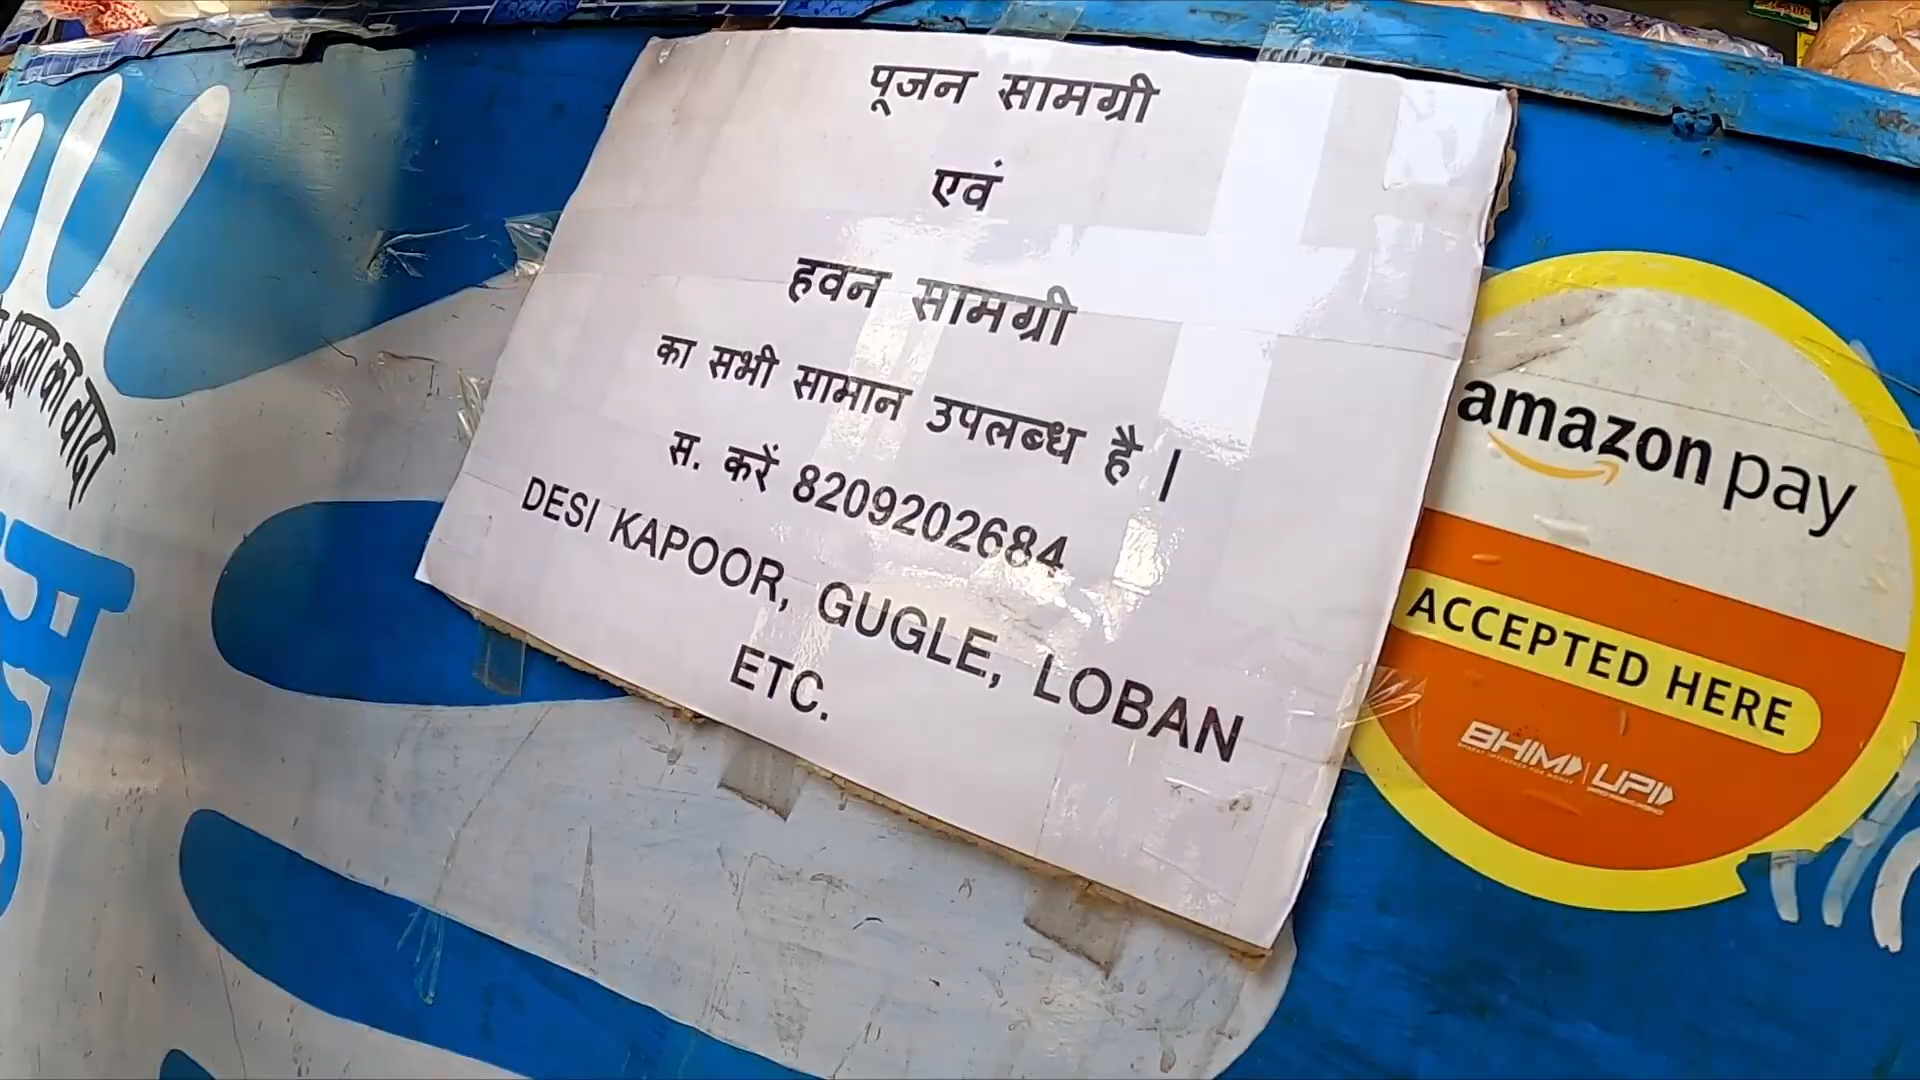 पूजन सामग्री
एवं
हवन सामग्री
का सभी सामान उपलब्ध है |
स. करें 8209202684
DESI KAPOOR, GUGLE, LOBAN
ETC.
amazon pay
ACCEPTED HERE
BHIM UPI
शुद्धता का वादा